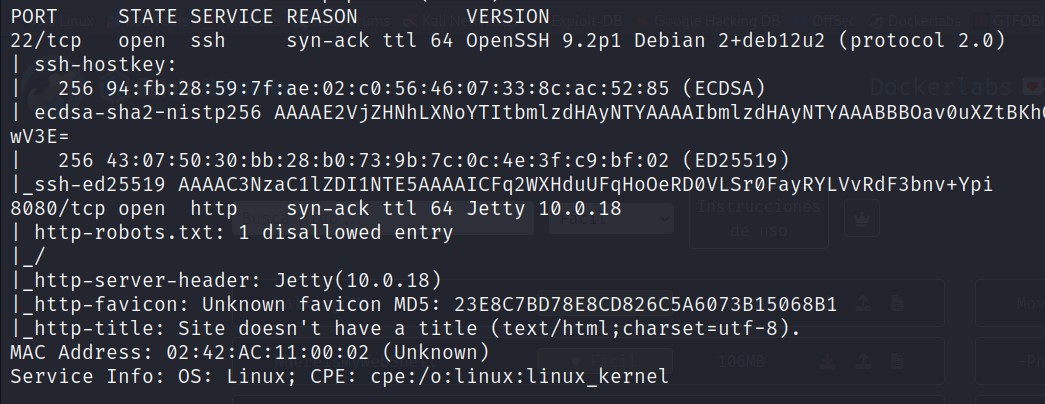 PORT     STATE SERVICE REASON         VERSION
22/tcp   open  ssh     syn-ack ttl 64 OpenSSH 9.2p1 Debian 2+deb12u2 (protocol 2.0)
| ssh-hostkey:
|   256 94:fb:28:59:7f:ae:02:c0:56:46:07:33:8c:ac:52:85 (ECDSA)
| ecdsa-sha2-nistp256 AAAAE2VjZHNhLXNoYTItbmlzdHAyNTYAAAAIbmlzdHAyNTYAAABBBOav0uXZtBKh
wV3E=
|   256 43:07:50:30:bb:28:b0:73:9b:7c:0c:4e:3f:c9:bf:02 (ED25519)
|_ssh-ed25519 AAAAC3NzaC1lZDI1NTE5AAAAICFq2WXHduUFqHoOeRD0VLSr0FayRYLVvRdF3bnv+Ypi
8080/tcp open  http    syn-ack ttl 64 Jetty 10.0.18
| http-robots.txt: 1 disallowed entry
|_/
|_http-server-header: Jetty(10.0.18)
|_http-favicon: Unknown favicon MD5: 23E8C7BD78E8CD826C5A6073B15068B1
|_http-title: Site doesn't have a title (text/html;charset=utf-8).
MAC Address: 02:42:AC:11:00:02 (Unknown)
Service Info: OS: Linux; CPE: cpe:/o:linux:linux_kernel
Dockerlabs
Instrucciones
de uso
106MB